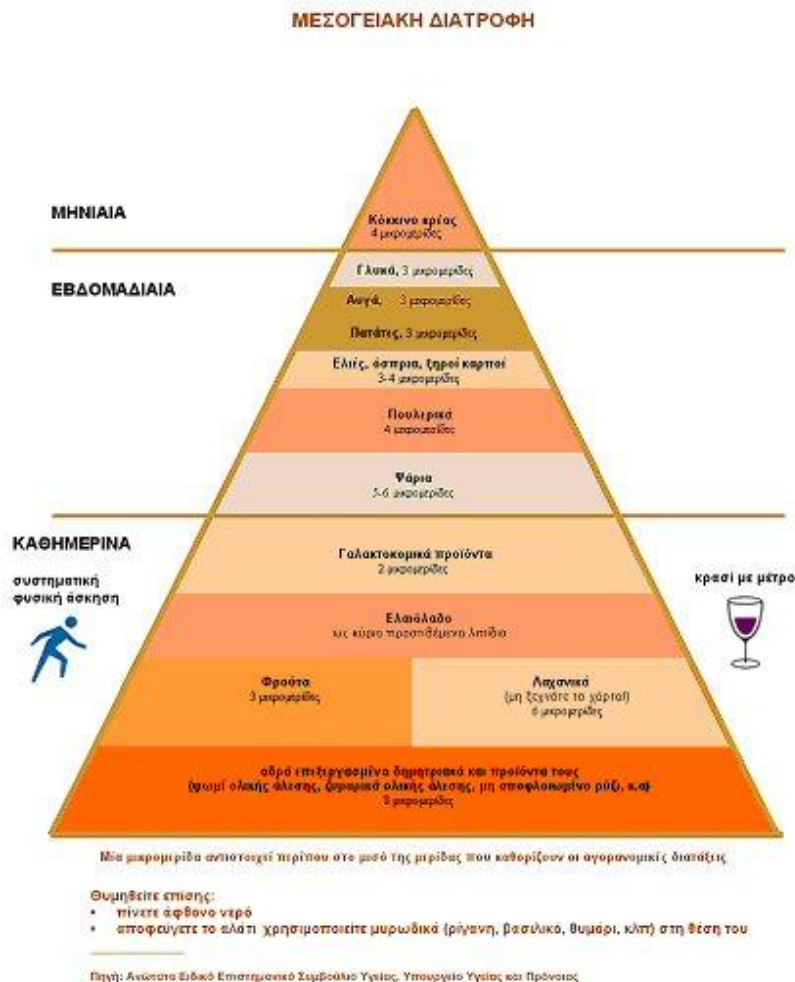 ΜΕΣΟΓΕΙΑΚΗ ΔΙΑΤΡΟΦΗ
ΜΗΝΙΑΙΑ
Κόκκινο κρέας
4 μικρομερίδες
ΕΒΔΟΜΑΔΙΑΙΑ
Γλυκά, 3 μικρομερίδες
Αυγά, 3 μικρομερίδες
Πατάτες, 3 μικρομερίδες
Ελιές, όσπρια, ξηροί καρποί
3-4 μικρομερίδες
Πουλερικά
4 μικρομερίδες
Ψάρια
5-6 μικρομερίδες
ΚΑΘΗΜΕΡΙΝΑ
συστηματική
φυσική άσκηση
Γαλακτοκομικά προϊόντα
2 μικρομερίδες
κρασί με μέτρο
Ελαιόλαδο
ως κύριο προστιθέμενο λιπίδιο
Φρούτα
3 μικρομερίδες
Λαχανικά
(μη ξεχνάτε τα χόρτα!)
6 μικρομερίδες
αδρά επεξεργασμένα δημητριακά και προϊόντα τους
(ψωμί ολικής άλεσης, ζυμαρικά ολικής άλεσης, μη αποφλοιωμένο ρύζι, κ.α)
8 μικρομερίδες
Μία μικρομερίδα αντιστοιχεί περίπου στο μισό της μερίδας που καθορίζουν οι αγορανομικές διατάξεις
Θυμηθείτε επίσης:
• πίνετε άφθονο νερό
• αποφεύγετε το αλάτι χρησιμοποιείτε μυρωδικά (ρίγανη, βασιλικό, θυμάρι, κλπ) στη θέση του
Πηγή: Ανώτατο Ειδικό Επιστημονικό Συμβούλιο Υγείας, Υπουργείο Υγείας και Πρόνοιας